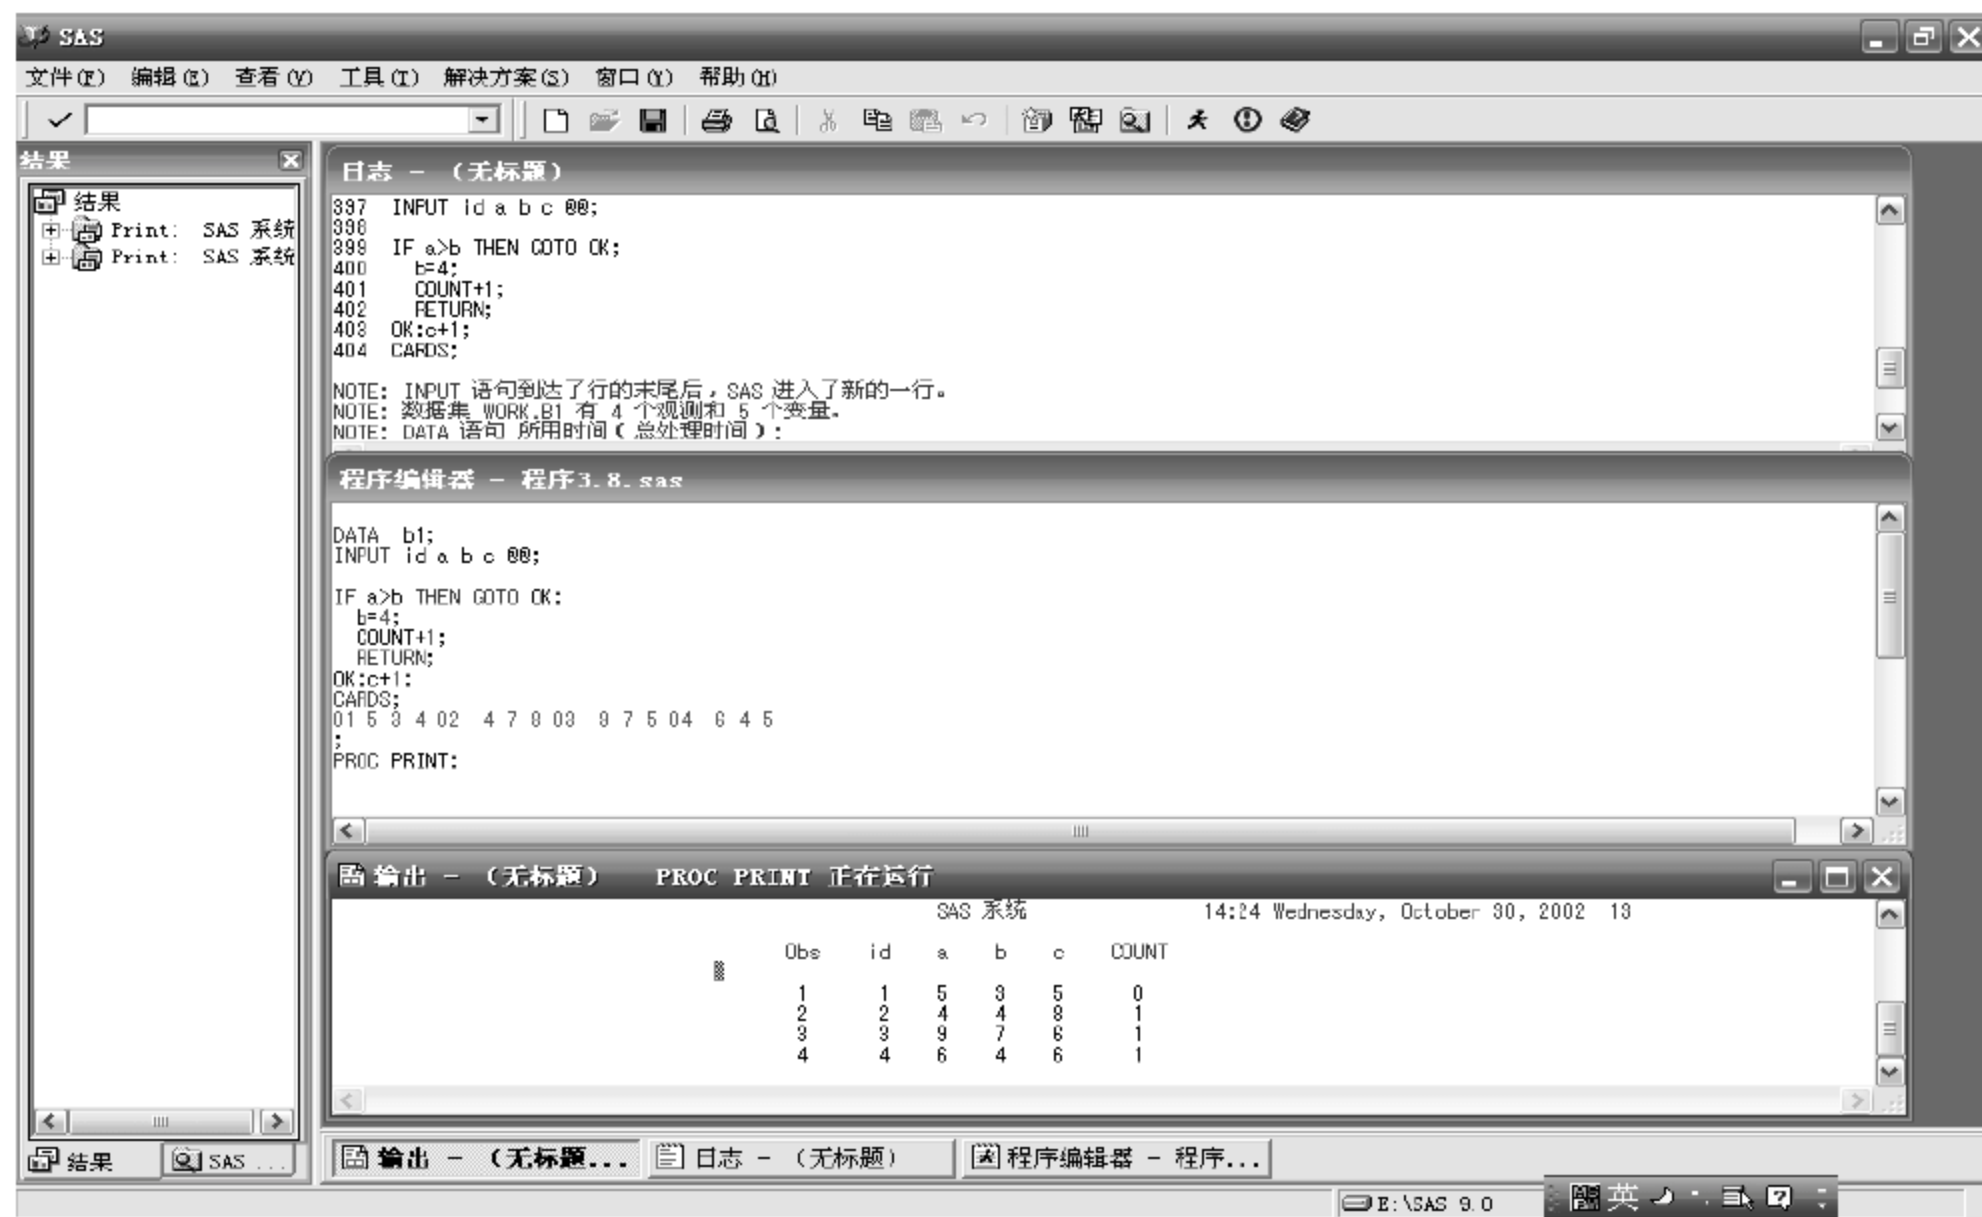 SAS
文件(F) 编辑(E) 查看(V) 工具(T) 解决方案(S) 窗口(Y) 帮助(H)
结果
结果
Print: SAS 系统
Print: SAS 系统
日志 - （无标题）
397 INPUT id a b c @@;
398
399 IF a>b THEN GOTO OK;
400 b=4;
401 COUNT+1;
402 RETURN;
403 OK:c+1;
404 CARDS;
NOTE: INPUT 语句到达了行的末尾后，SAS 进入了新的一行。
NOTE: 数据集 WORK.B1 有 4 个观测和 5 个变量。
NOTE: DATA 语句 所用时间（总处理时间）:
程序编辑器 - 程序3.8.sas
DATA b1;
INPUT id a b c @@;
IF a>b THEN GOTO OK;
b=4;
COUNT+1;
RETURN;
OK:c+1;
CARDS;
01 5 3 4 02 4 7 8 03 9 7 5 04 6 4 5
;
PROC PRINT;
输出 - （无标题） PROC PRINT 正在运行
SAS 系统 14:24 Wednesday, October 30, 2002 13
Obs id a b c COUNT
1 1 5 3 5 0
2 2 4 4 8 1
3 3 9 7 6 1
4 4 6 4 6 1
结果 SAS ...
输出 - （无标题... 日志 - （无标题） 程序编辑器 - 程序...
E:\SAS 9.0 英